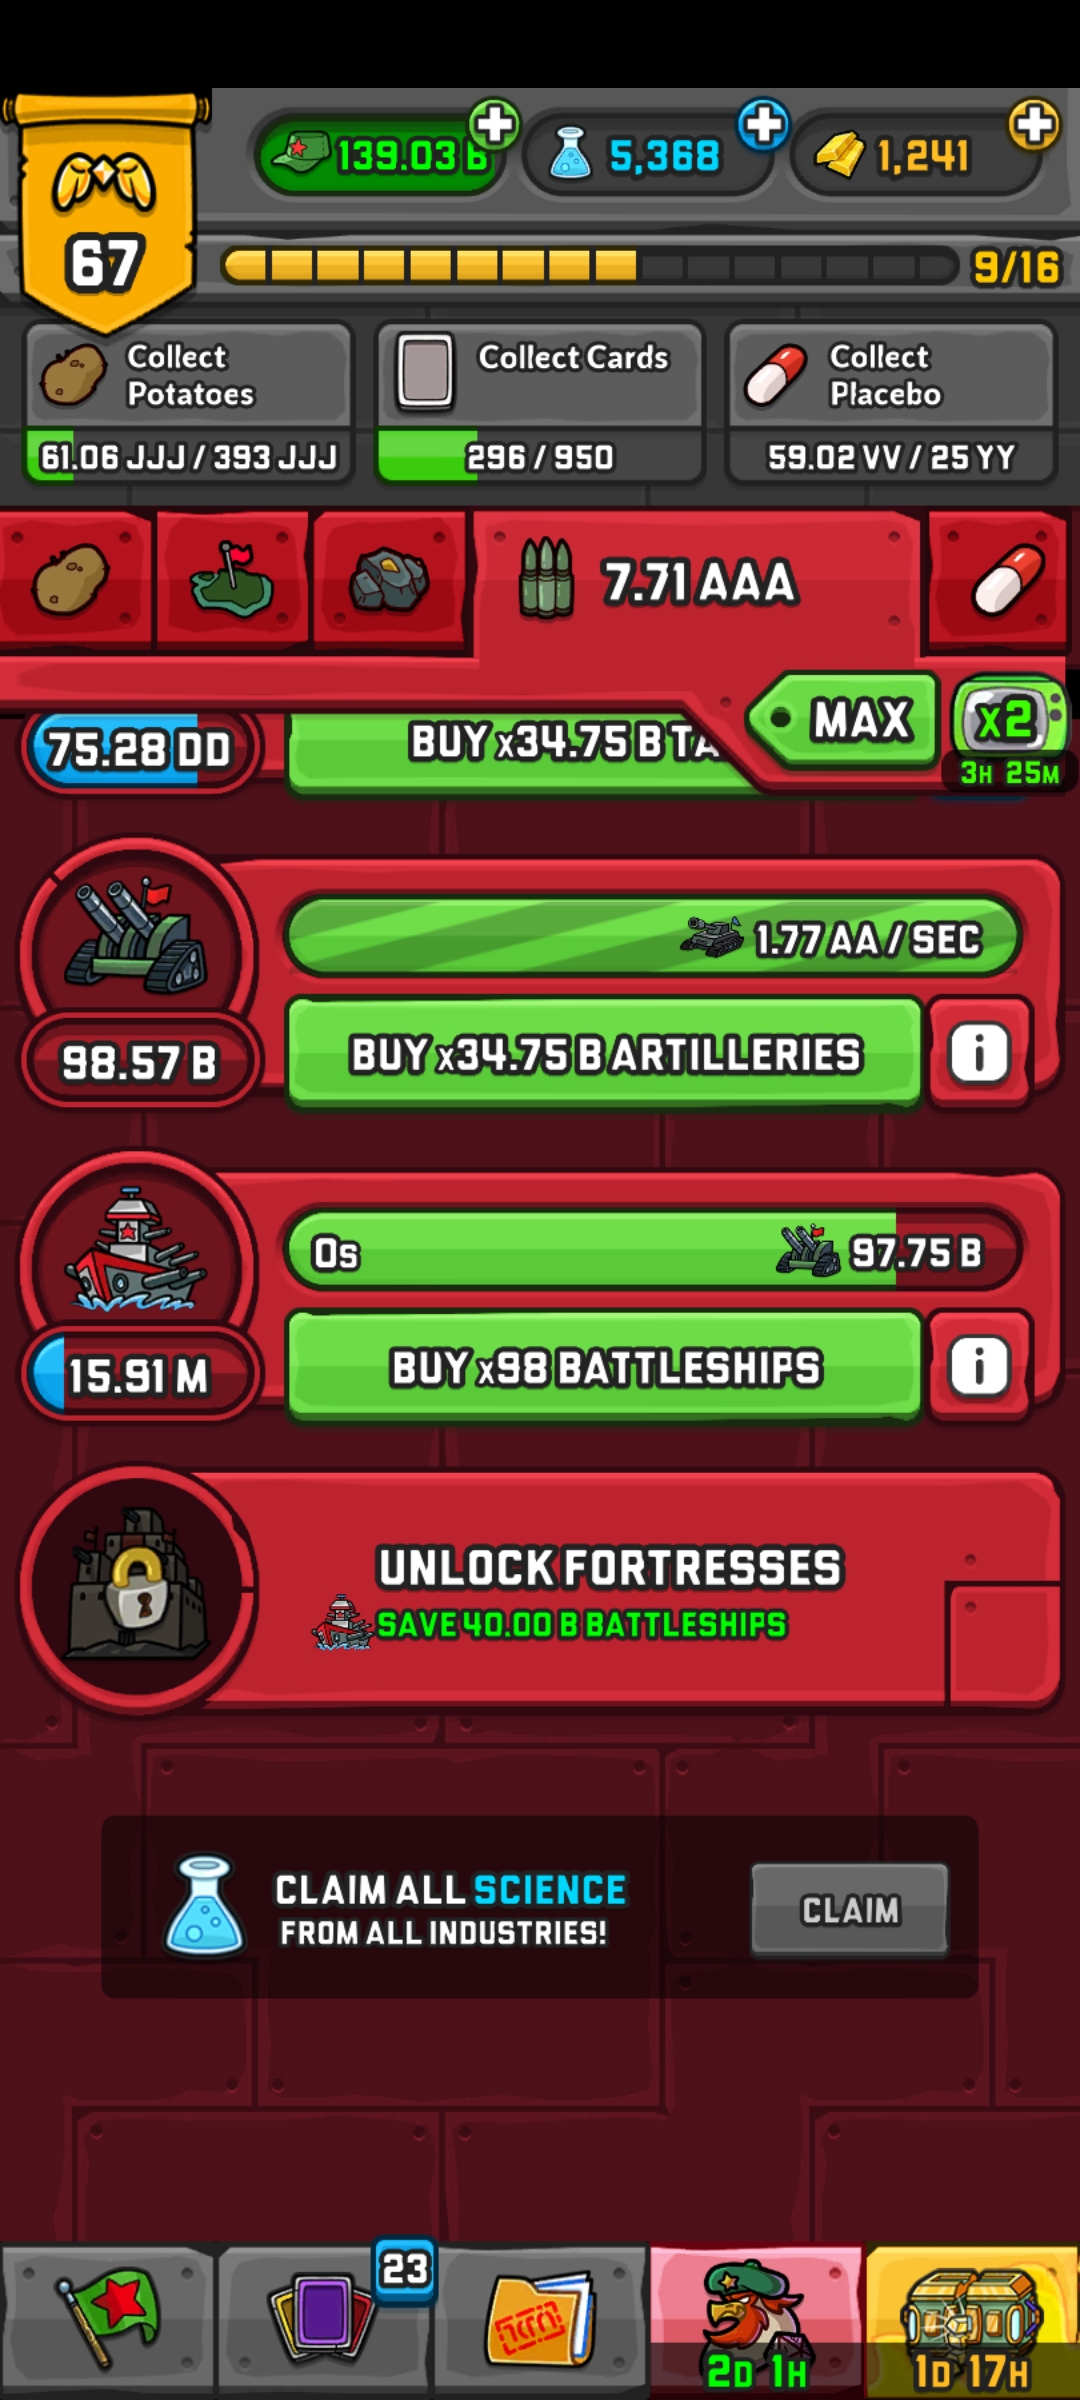 139.03 B
5,368
1,241
67
9/16
Collect Potatoes
61.06 JJJ / 393 JJJ
Collect Cards
296 / 950
Collect Placebo
59.02 VV / 25 YY
7.71 AAA
MAX
x2
3H 25M
75.28 DD
BUY x34.75 B TA
1.77 AA / SEC
98.57 B
BUY x34.75 B ARTILLERIES
i
0s
97.75 B
15.91 M
BUY x98 BATTLESHIPS
i
UNLOCK FORTRESSES
SAVE 40.00 B BATTLESHIPS
CLAIM ALL SCIENCE
FROM ALL INDUSTRIES!
CLAIM
23
2D 1H
1D 17H